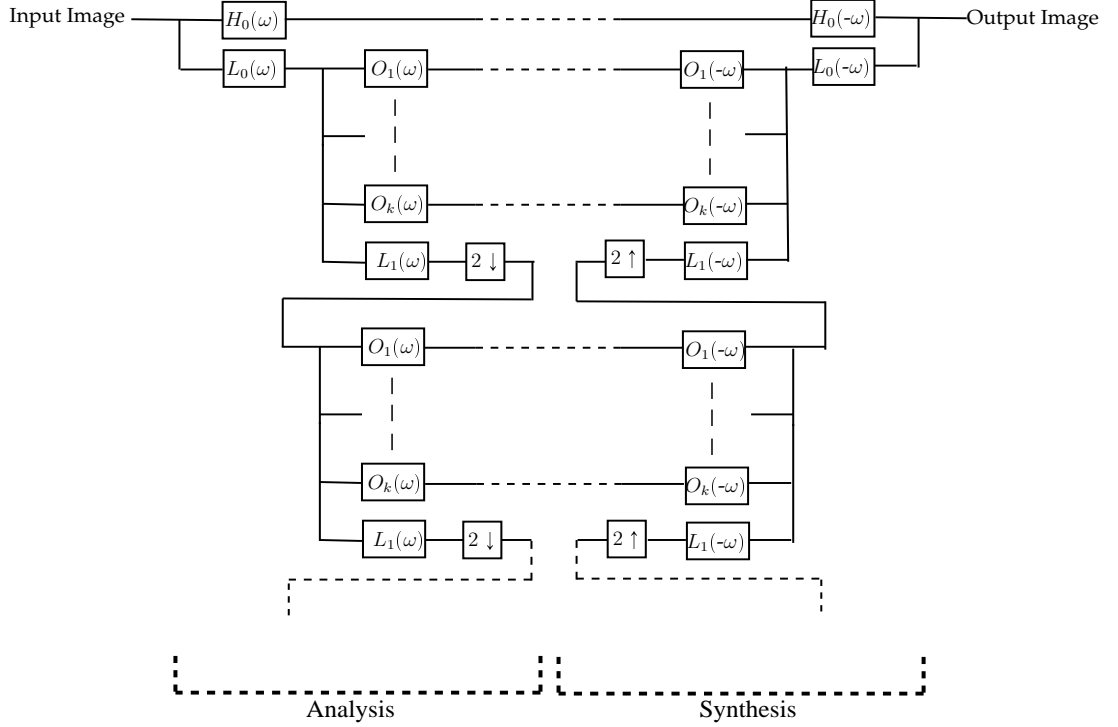 Input Image H₀(ω) H₀(-ω) Output Image
L₀(ω) O₁(ω) O₁(-ω) L₀(-ω)
Oₖ(ω) Oₖ(-ω)
L₁(ω) 2 ↓ 2 ↑ L₁(-ω)
O₁(ω) O₁(-ω)
Oₖ(ω) Oₖ(-ω)
L₁(ω) 2 ↓ 2 ↑ L₁(-ω)
Analysis Synthesis